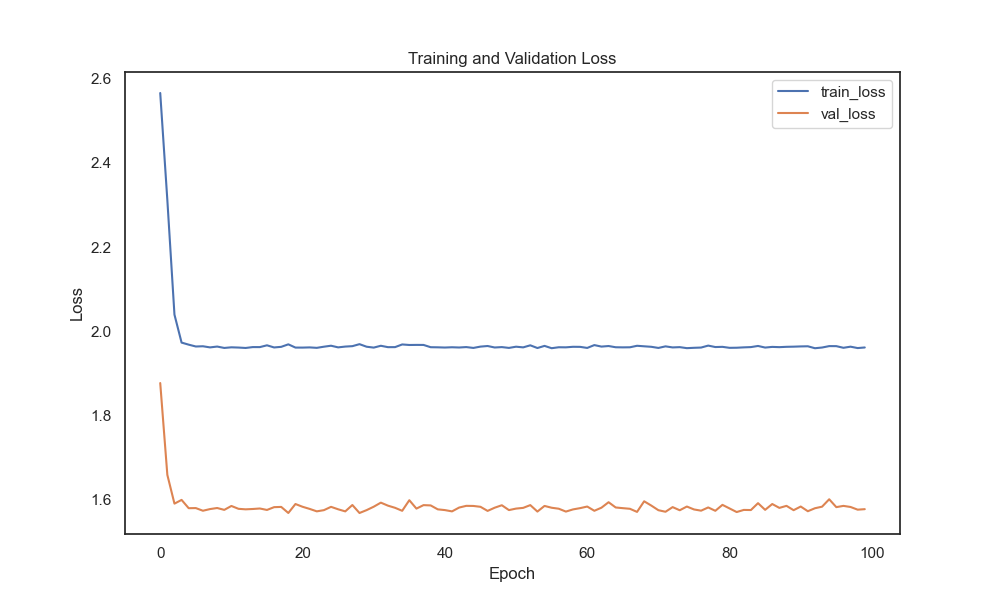 Training and Validation Loss
train_loss
val_loss
2.6
2.4
2.2
2.0
1.8
1.6
Loss
0 20 40 60 80 100
Epoch